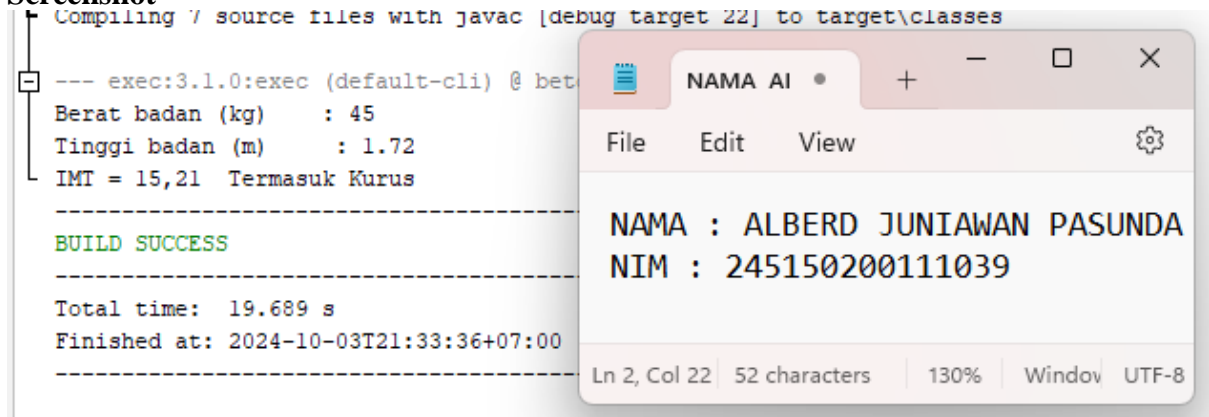 Screenshot
Compiling 7 source files with javac [debug target 22] to target\classes
--- exec:3.1.0:exec (default-cli) @
Berat badan (kg)    : 45
Tinggi badan (m)     : 1.72
IMT = 15,21  Termasuk Kurus
BUILD SUCCESS
Total time:  19.689 s
Finished at: 2024-10-03T21:33:36+07:00
NAMA AI
File Edit View
NAMA : ALBERD JUNIAWAN PASUNDA
NIM : 245150200111039
Ln 2, Col 22 52 characters 130% Window UTF-8